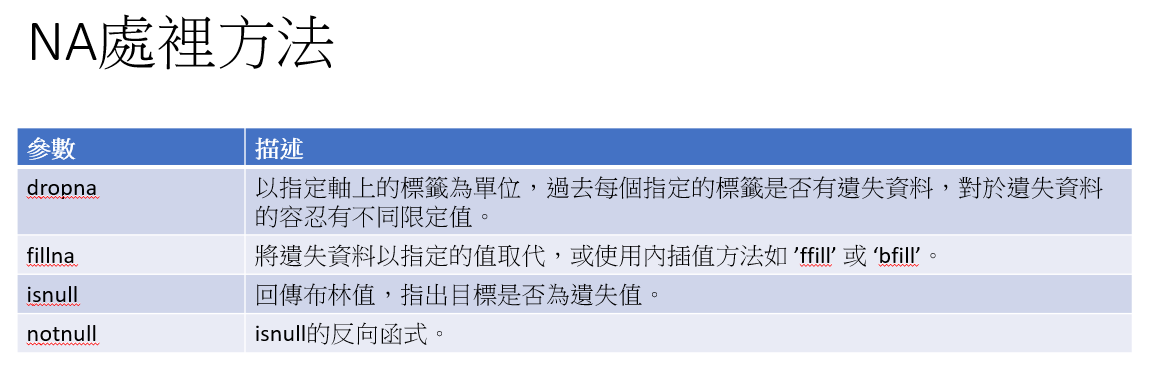 NA處裡方法
參數 描述
dropna 以指定軸上的標籤為單位，過去每個指定的標籤是否有遺失資料，對於遺失資料
的容忍有不同限定值。
fillna 將遺失資料以指定的值取代，或使用內插值方法如 ’ffill’ 或 ‘bfill’。
isnull 回傳布林值，指出目標是否為遺失值。
notnull isnull的反向函式。